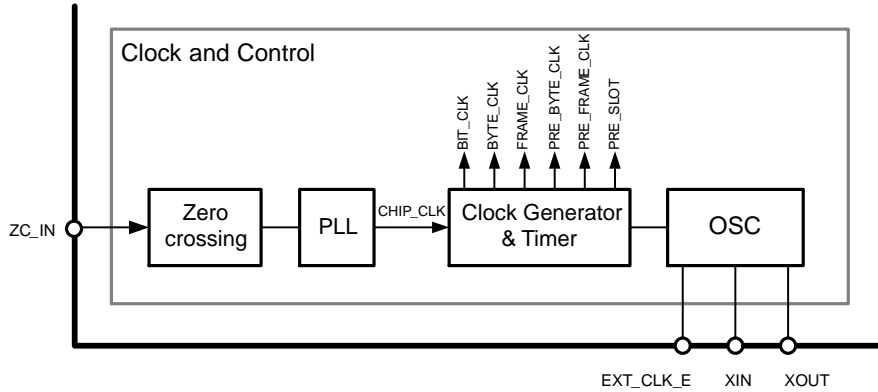 Clock and Control
BIT_CLK
BYTE_CLK
FRAME_CLK
PRE_BYTE_CLK
PRE_FRAME_CLK
PRE_SLOT
ZC_IN
Zero
crossing
PLL
CHIP_CLK
Clock Generator
& Timer
OSC
EXT_CLK_E
XIN
XOUT